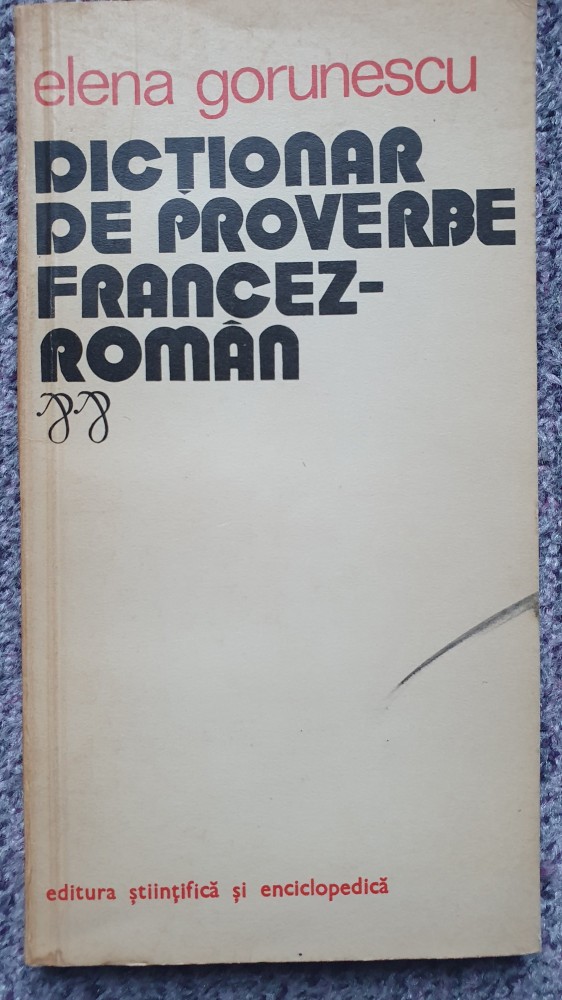 elena gorunescu
DICȚIONAR
DE PROVERBE
FRANCEZ-
ROMÂN
editura științifică și enciclopedică